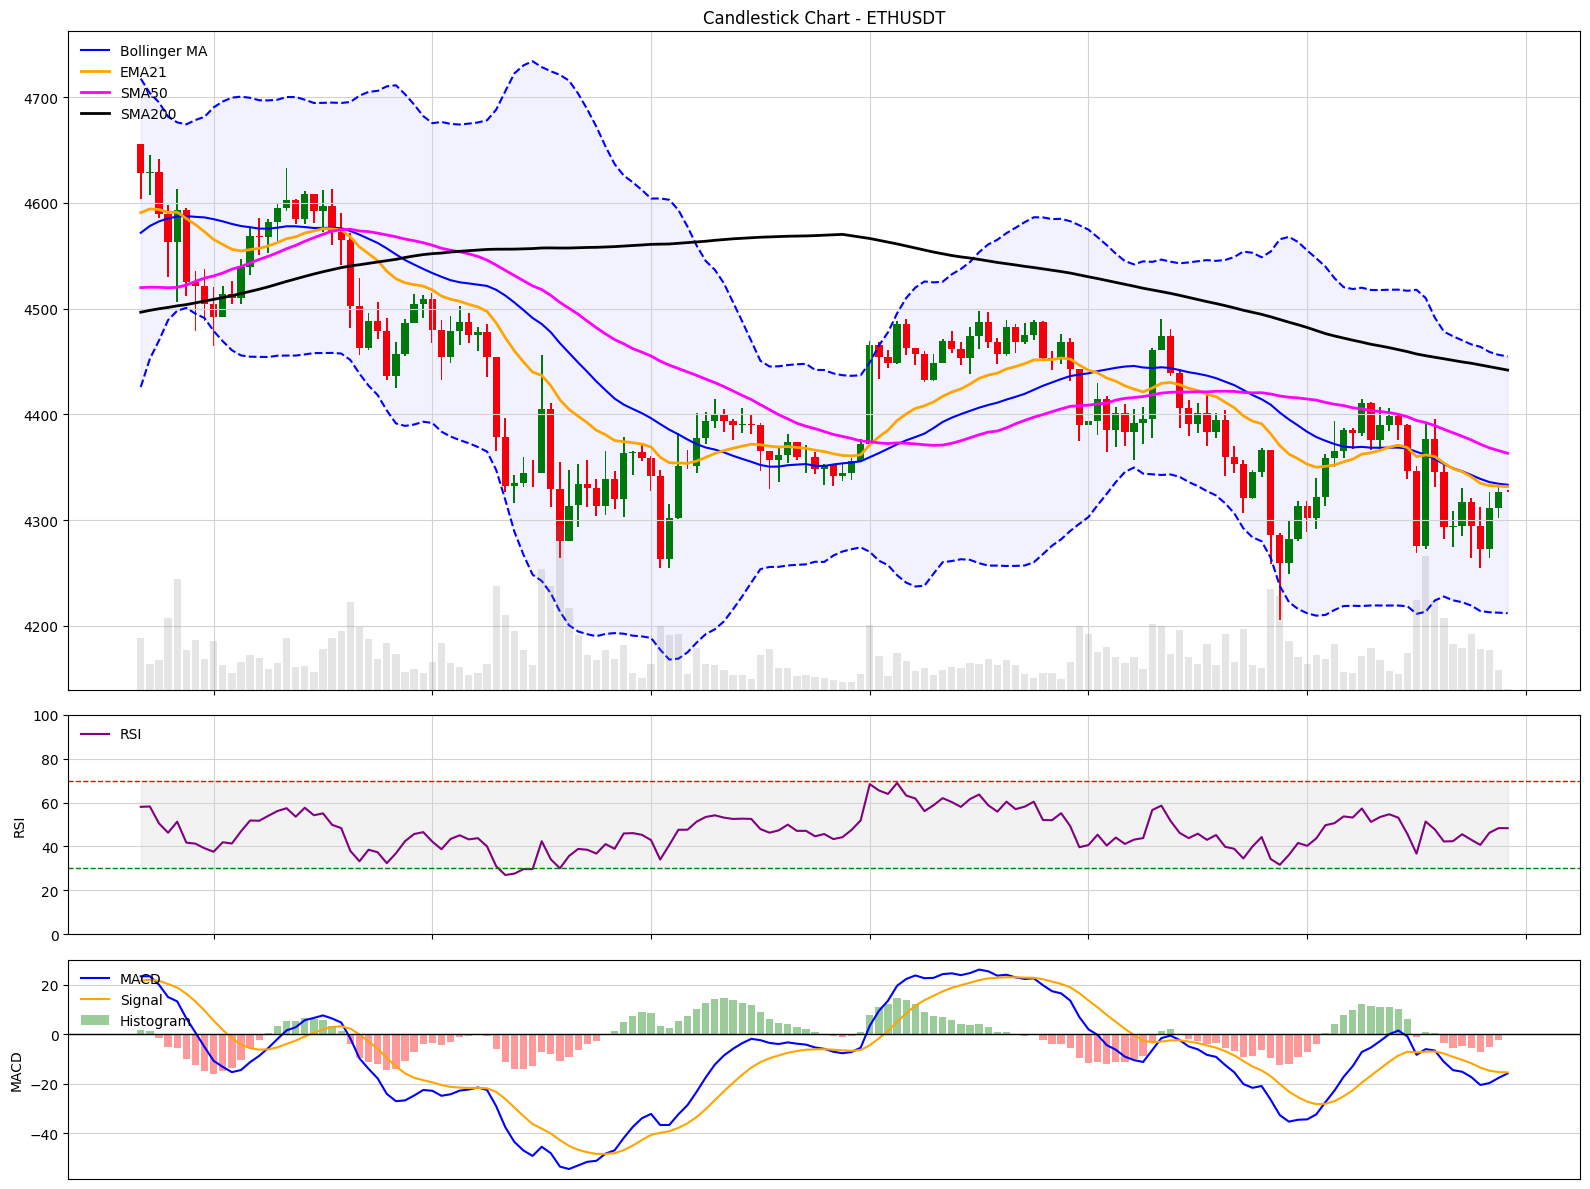 Candlestick Chart - ETHUSDT
Bollinger MA
EMA21
SMA50
SMA200
4700
4600
4500
4400
4300
4200
RSI
100
80
60
40
20
0
RSI
MACD
Signal
Histogram
20
0
−20
−40
MACD